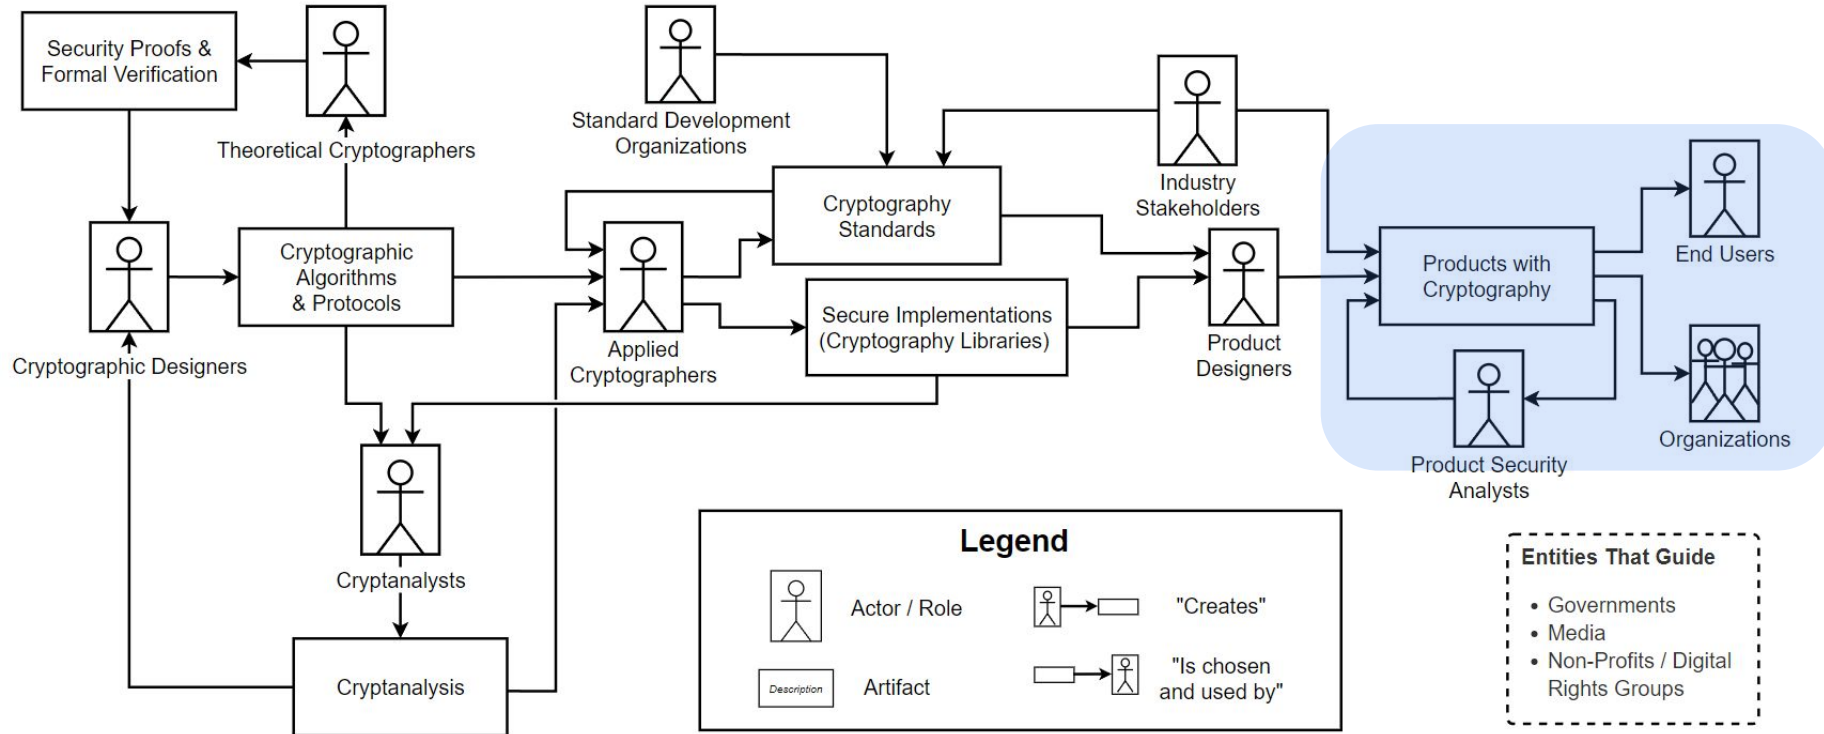 Security Proofs &
Formal Verification
Theoretical Cryptographers
Standard Development
Organizations
Industry
Stakeholders
Cryptography
Standards
Cryptographic
Algorithms
& Protocols
Cryptographic Designers
Applied
Cryptographers
Secure Implementations
(Cryptography Libraries)
Product
Designers
Products with
Cryptography
End Users
Organizations
Product Security
Analysts
Cryptanalysts
Cryptanalysis
Legend
Actor / Role
"Creates"
Description
Artifact
"Is chosen
and used by"
Entities That Guide
• Governments
• Media
• Non-Profits / Digital
Rights Groups